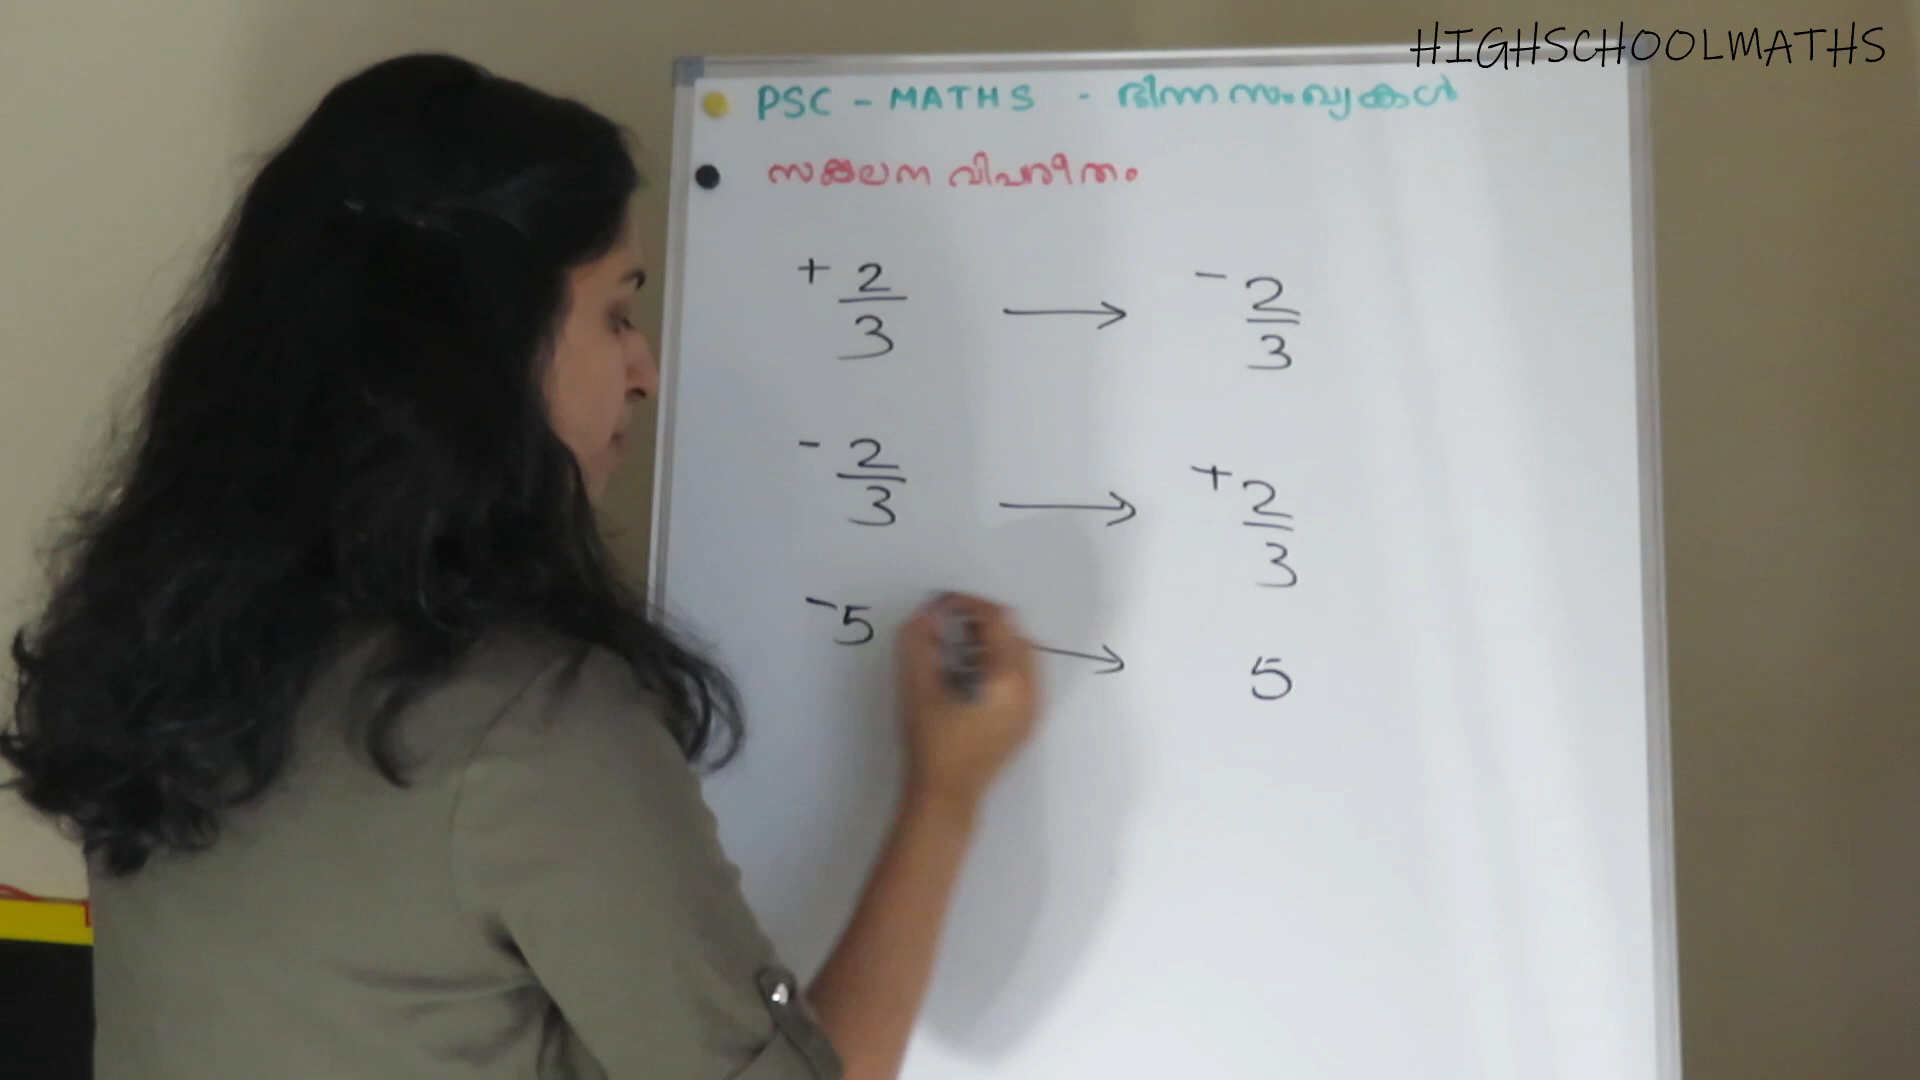 HIGHSCHOOLMATHS
PSC - MATHS - ഭിന്നസംഖ്യകൾ
സങ്കലന വിപരീതം
+2/3 → -2/3
-2/3 → +2/3
-5 → 5